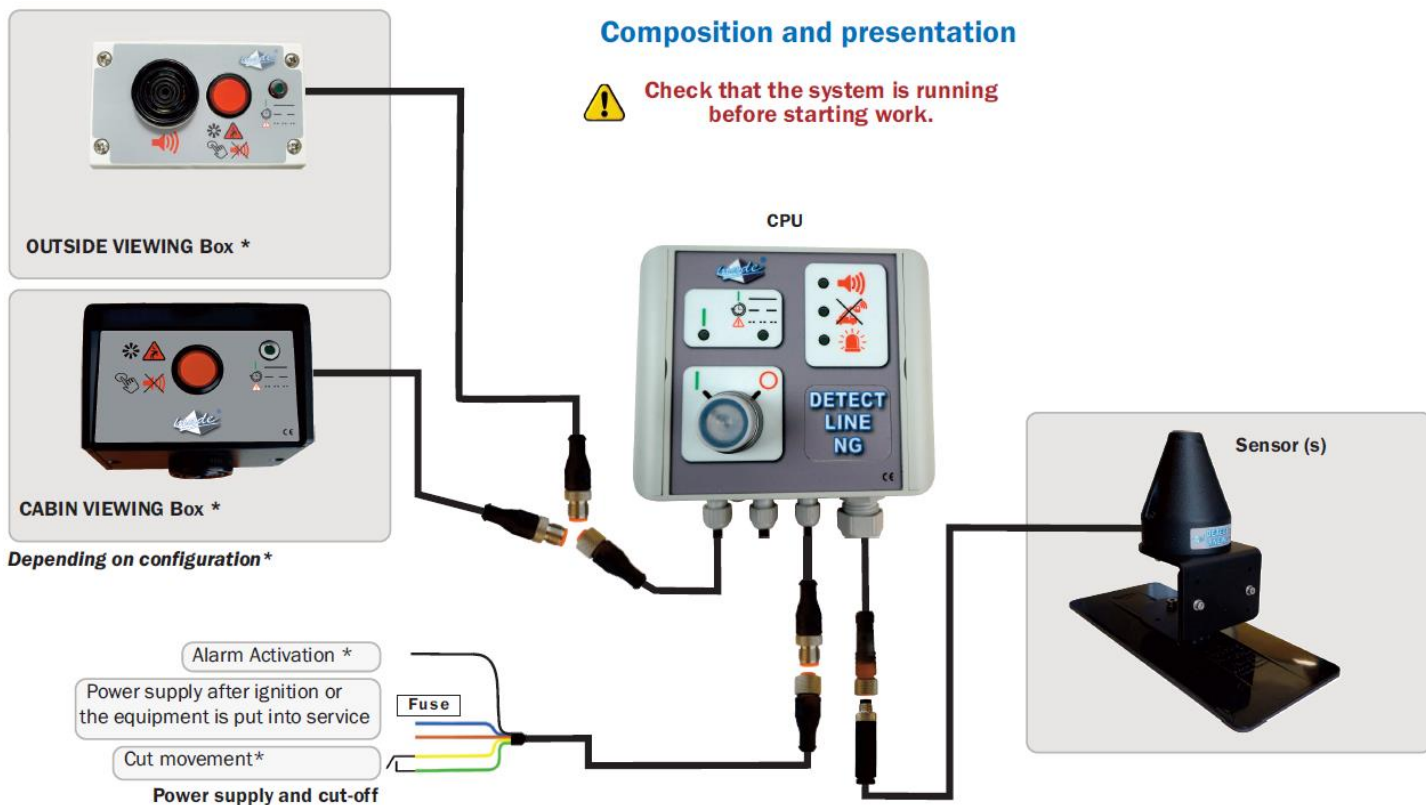 Composition and presentation
Check that the system is running
before starting work.
OUTSIDE VIEWING Box *
CPU
DETECT
LINE
NG
CE
CE
CABIN VIEWING Box *
Depending on configuration*
Sensor (s)
Alarm Activation *
Power supply after ignition or
the equipment is put into service
Fuse
Cut movement*
Power supply and cut-off